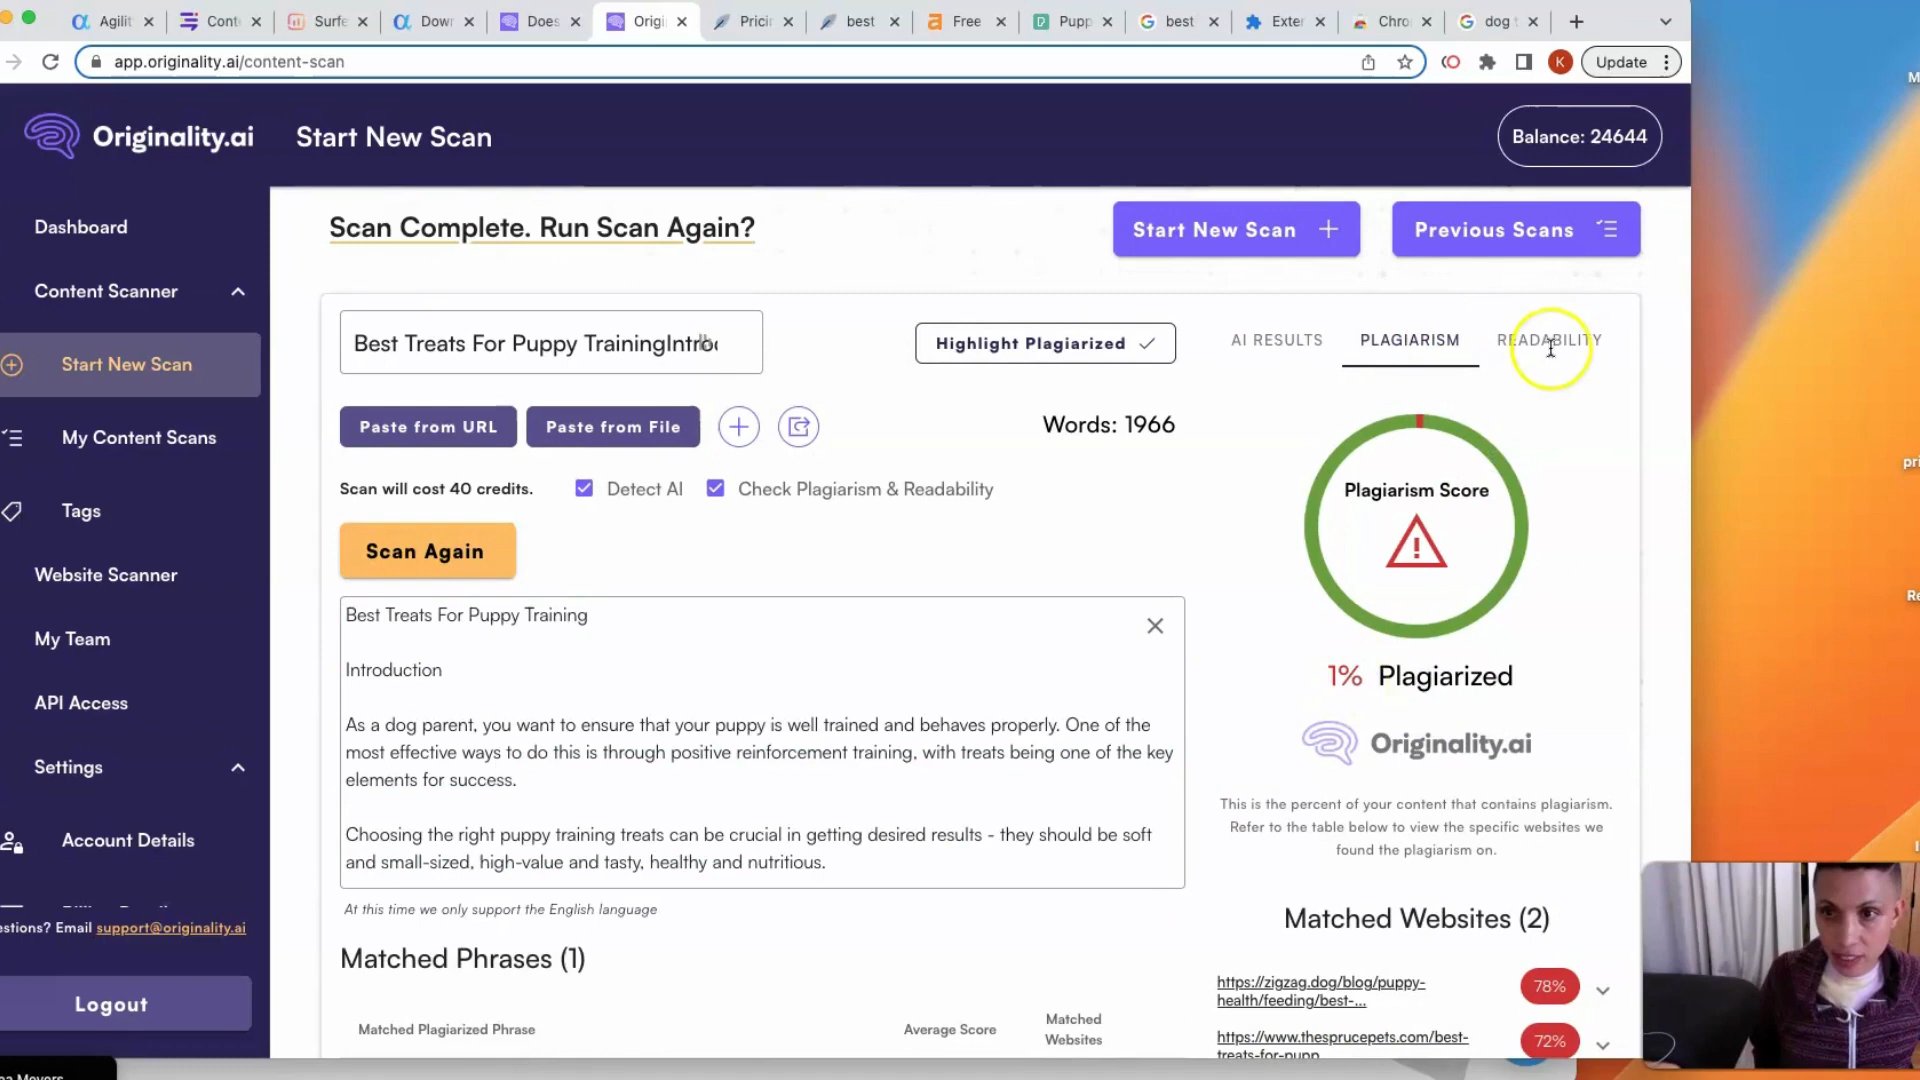 Agilit
Conte
Surfe
Dow
Does
Origi
Pricin
best
Free
Pupp
best
Exter
Chro
dog t
app.originality.ai/content-scan
K
Update
Originality.ai
Start New Scan
Balance: 24644
Dashboard
Content Scanner
Start New Scan
My Content Scans
Tags
Website Scanner
My Team
API Access
Settings
Account Details
estions? Email support@originality.ai
Logout
Scan Complete. Run Scan Again?
Start New Scan
Previous Scans
Best Treats For Puppy TrainingIntroc
Highlight Plagiarized
AI RESULTS
PLAGIARISM
READABILITY
Paste from URL
Paste from File
Words: 1966
Scan will cost 40 credits.
Detect AI
Check Plagiarism & Readability
Scan Again
Best Treats For Puppy Training
Introduction
As a dog parent, you want to ensure that your puppy is well trained and behaves properly. One of the
most effective ways to do this is through positive reinforcement training, with treats being one of the key
elements for success.
Choosing the right puppy training treats can be crucial in getting desired results - they should be soft
and small-sized, high-value and tasty, healthy and nutritious.
At this time we only support the English language
Matched Phrases (1)
Matched Plagiarized Phrase
Average Score
Matched
Websites
Plagiarism Score
1% Plagiarized
Originality.ai
This is the percent of your content that contains plagiarism.
Refer to the table below to view the specific websites we
found the plagiarism on.
Matched Websites (2)
https://zigzag.dog/blog/puppy-
health/feeding/best-...
78%
https://www.thesprucepets.com/best-
treats-for-pupp
72%
M
pri
Re